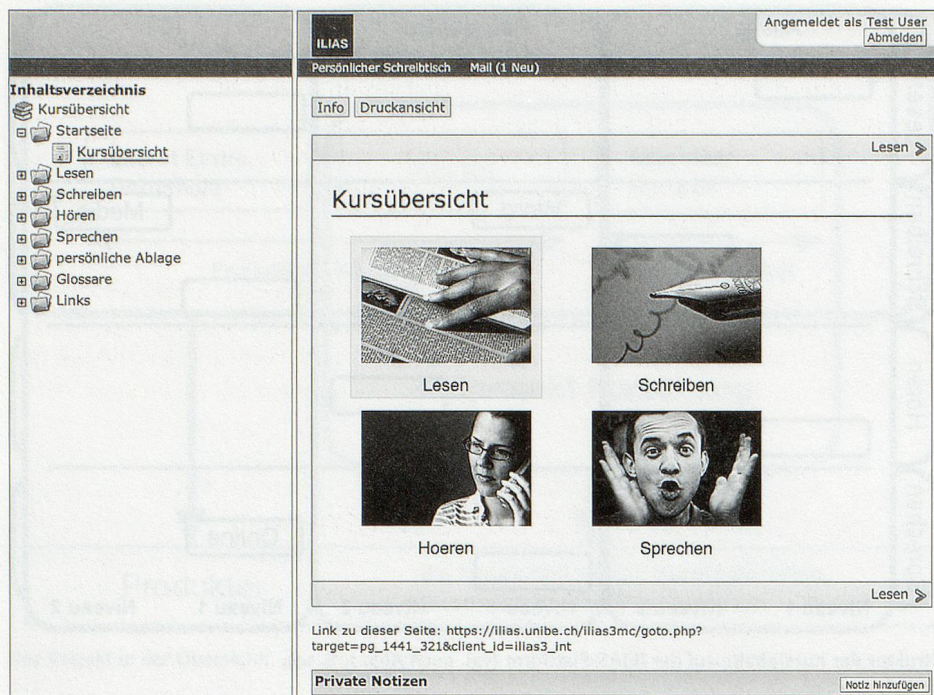 ILIAS
Angemeldet als Test User
Abmelden
Persönlicher Schreibtisch Mail (1 Neu)
Inhaltsverzeichnis
Kursübersicht
Startseite
Kursübersicht
Lesen
Schreiben
Hören
Sprechen
persönliche Ablage
Glossare
Links
Info Druckansicht
Lesen
Kursübersicht
Lesen
Schreiben
Hoeren
Sprechen
Lesen
Link zu dieser Seite: https://ilias.unibe.ch/ilias3mc/goto.php?
target=pg_1441_321&client_id=ilias3_int
Private Notizen
Notiz hinzufügen